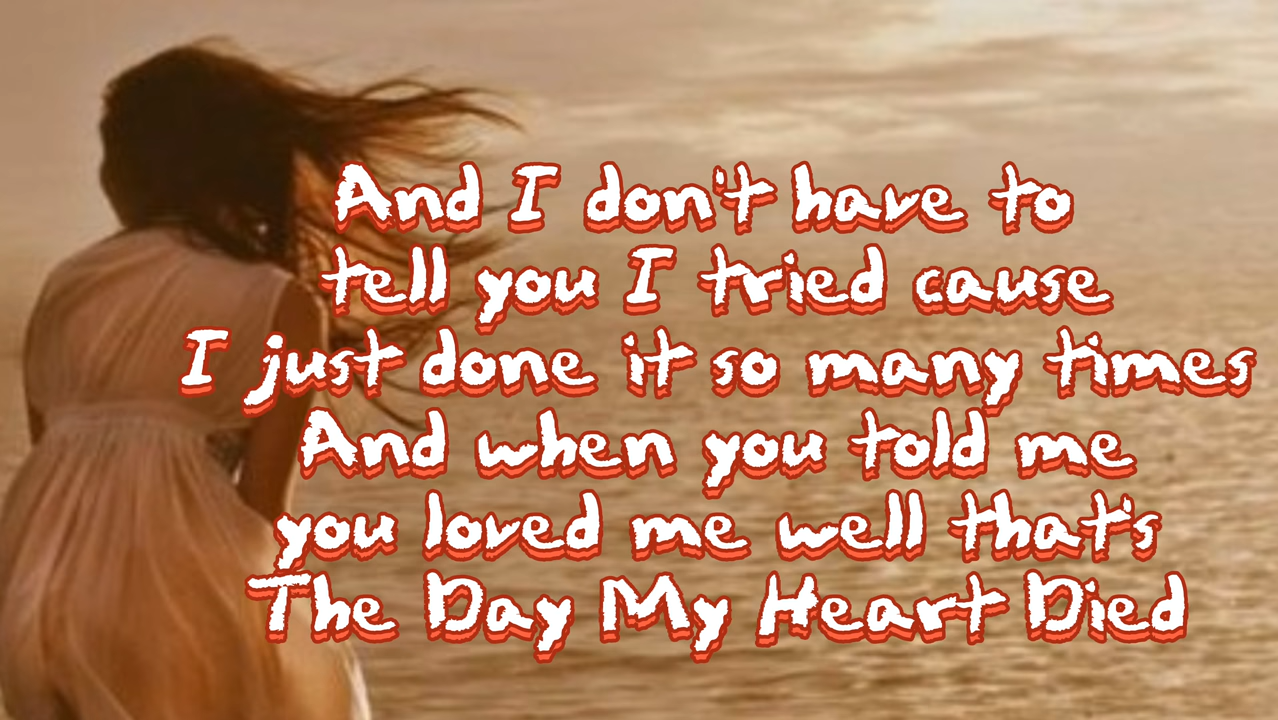 And I don't have to
tell you I tried cause
I just done it so many times
And when you told me
you loved me well that's
The Day My Heart Died